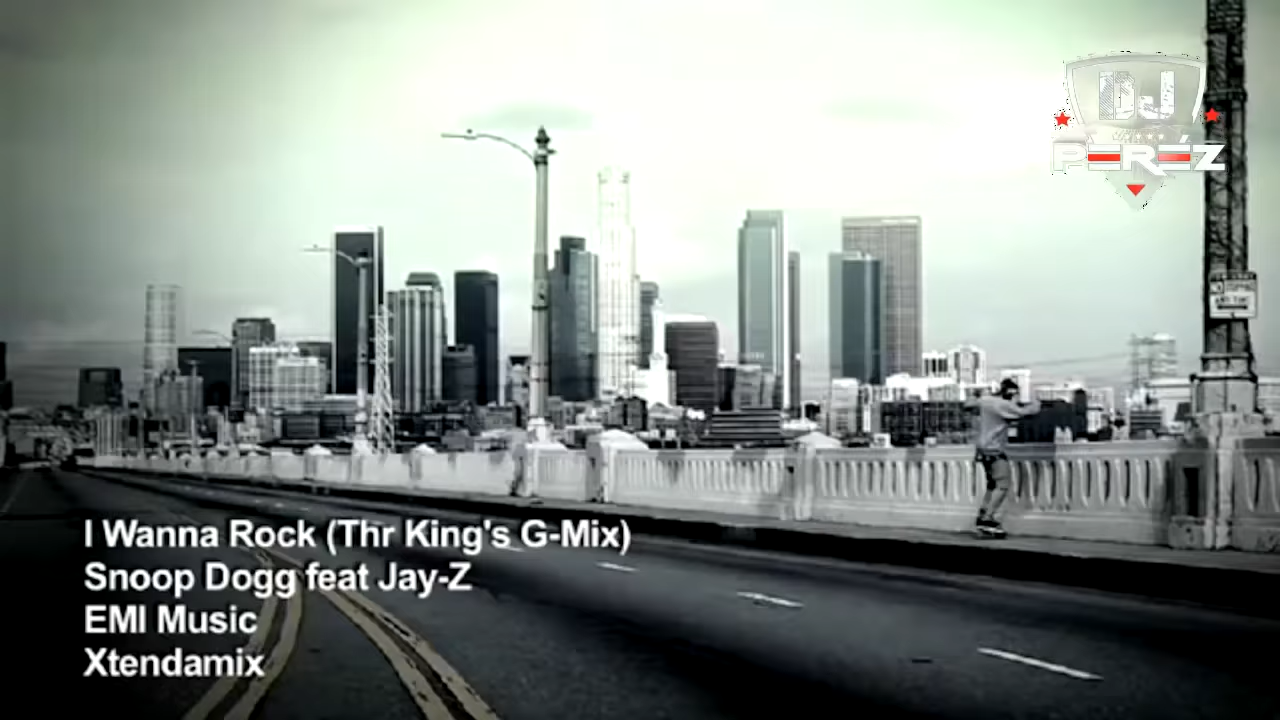 DJ
PERÉZ
I Wanna Rock (Thr King's G-Mix)
Snoop Dogg feat Jay-Z
EMI Music
Xtendamix